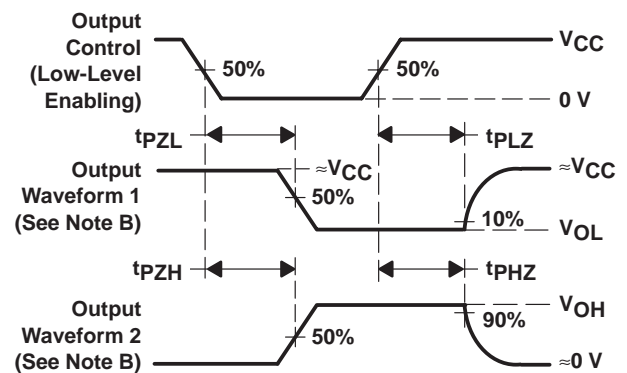 Output
Control
(Low-Level
Enabling)
50%
50%
VCC
0 V
tPZL
tPLZ
Output
Waveform 1
(See Note B)
≈VCC
50%
≈VCC
10%
VOL
tPZH
tPHZ
Output
Waveform 2
(See Note B)
50%
VOH
90%
≈0 V